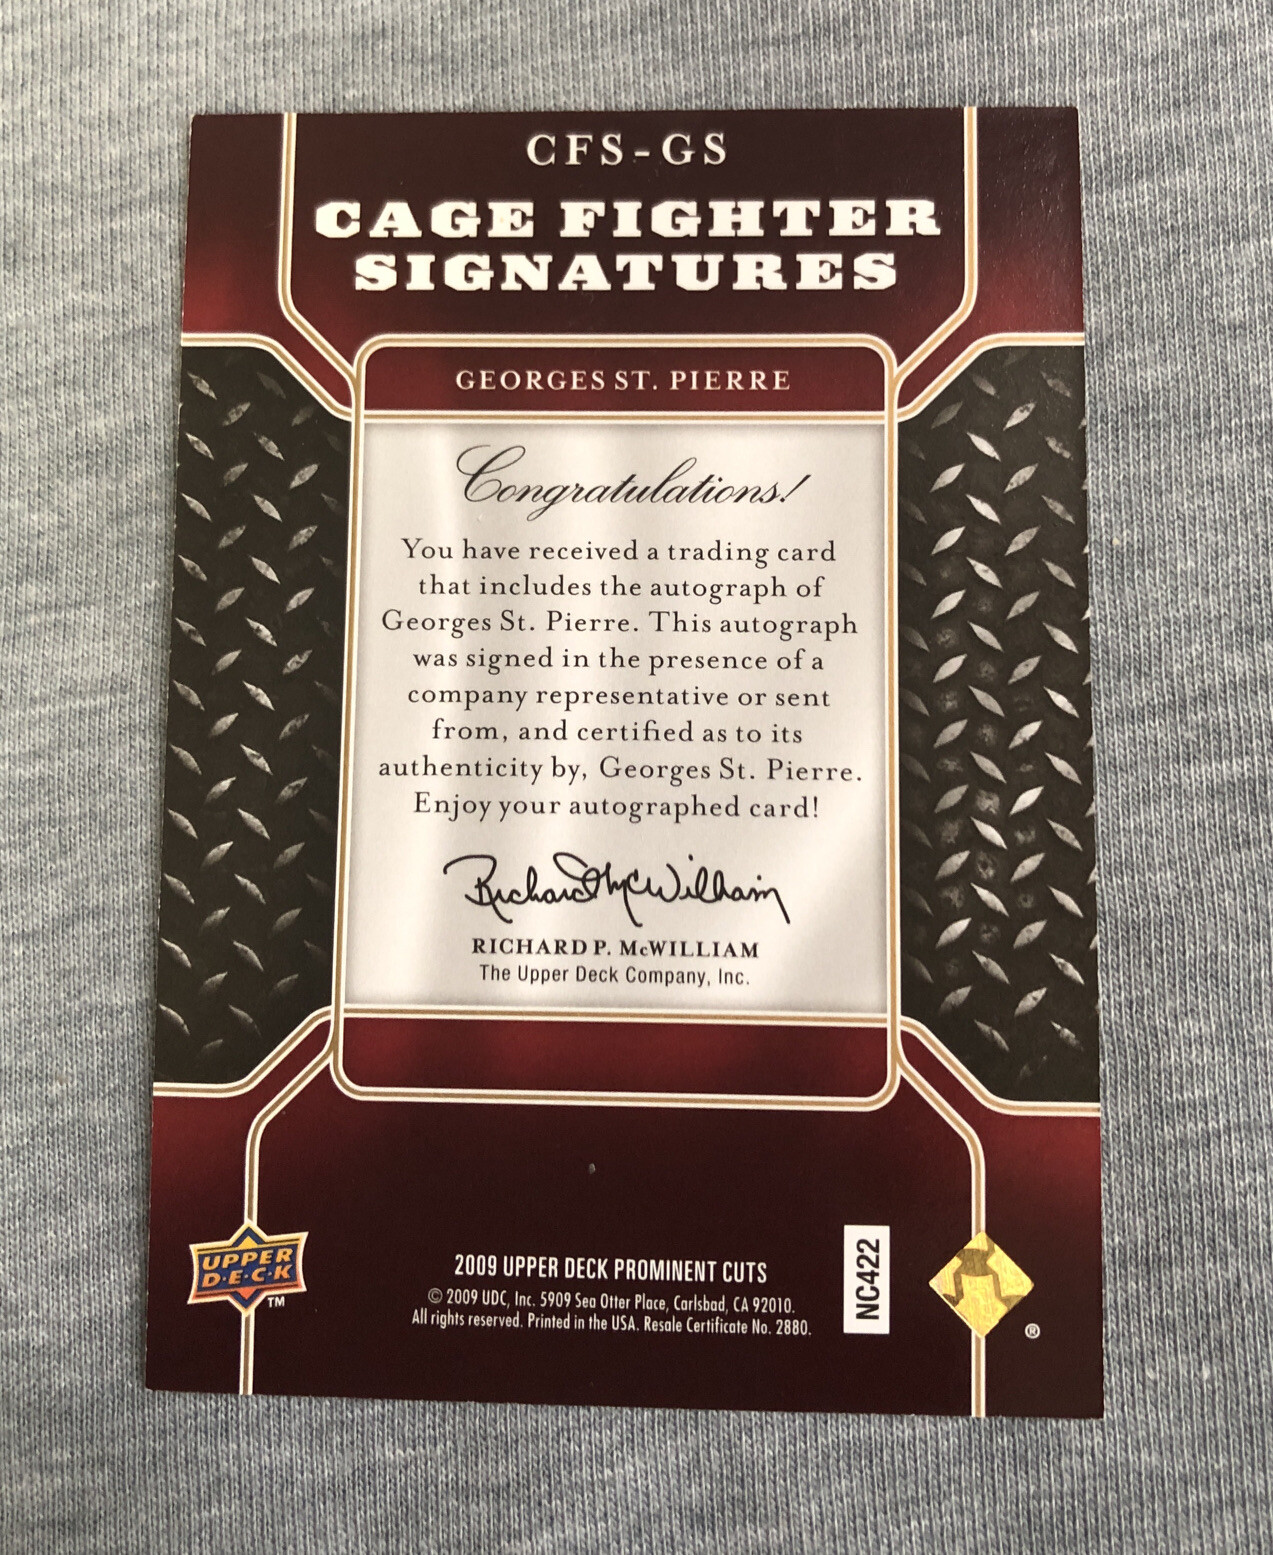 CFS-GS
CAGE FIGHTER
SIGNATURES
GEORGES ST. PIERRE
Congratulations!
You have received a trading card
that includes the autograph of
Georges St. Pierre. This autograph
was signed in the presence of a
company representative or sent
from, and certified as to its
authenticity by, Georges St. Pierre.
Enjoy your autographed card!
Richard McWilliam
RICHARD P. McWILLIAM
The Upper Deck Company, Inc.
UPPER
D·E·C·K
TM
2009 UPPER DECK PROMINENT CUTS
© 2009 UDC, Inc. 5909 Sea Otter Place, Carlsbad, CA 92010.
All rights reserved. Printed in the USA. Resale Certificate No. 2880.
NC422
®